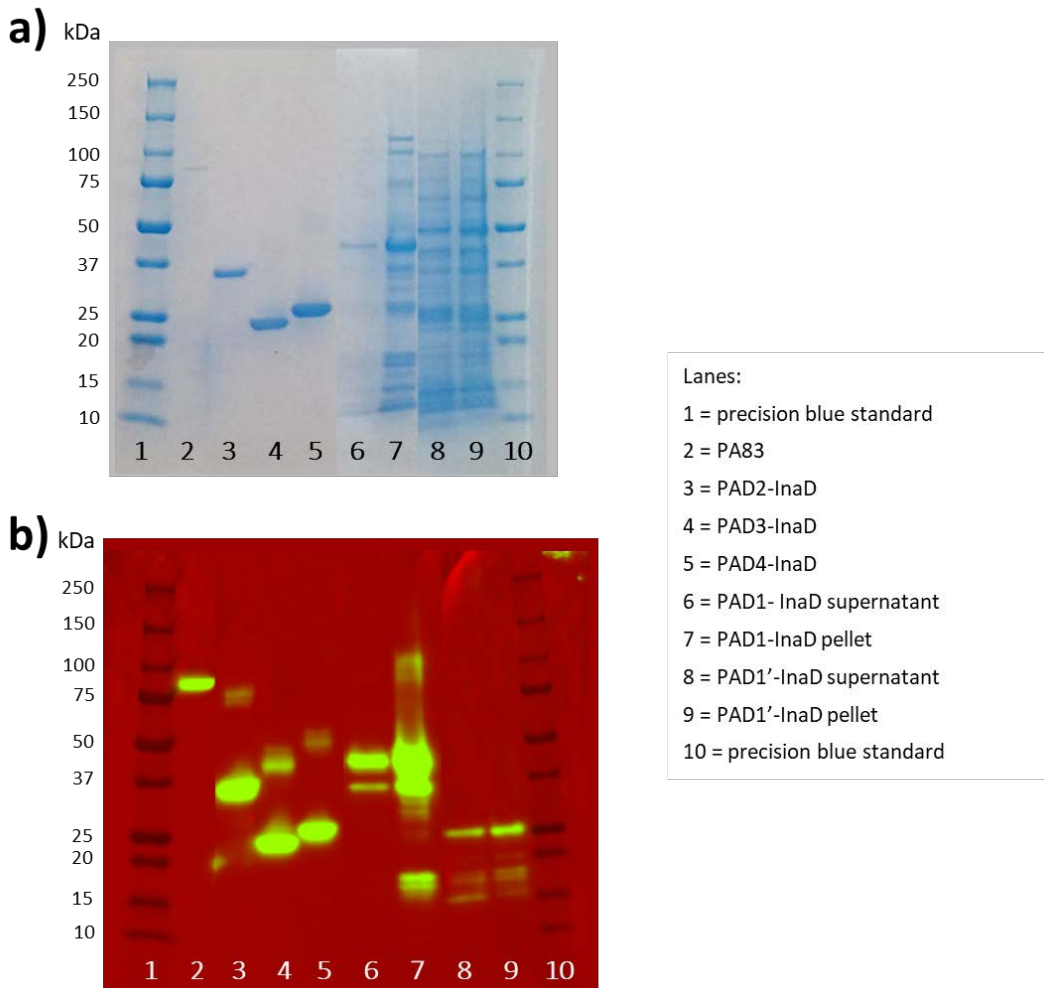 a) kDa
250
150
100
75
50
37
25
20
15
10
1 2 3 4 5 6 7 8 9 10
b) kDa
250
150
100
75
50
37
25
20
15
10
1 2 3 4 5 6 7 8 9 10
Lanes:
1 = precision blue standard
2 = PA83
3 = PAD2-InaD
4 = PAD3-InaD
5 = PAD4-InaD
6 = PAD1- InaD supernatant
7 = PAD1-InaD pellet
8 = PAD1’-InaD supernatant
9 = PAD1’-InaD pellet
10 = precision blue standard